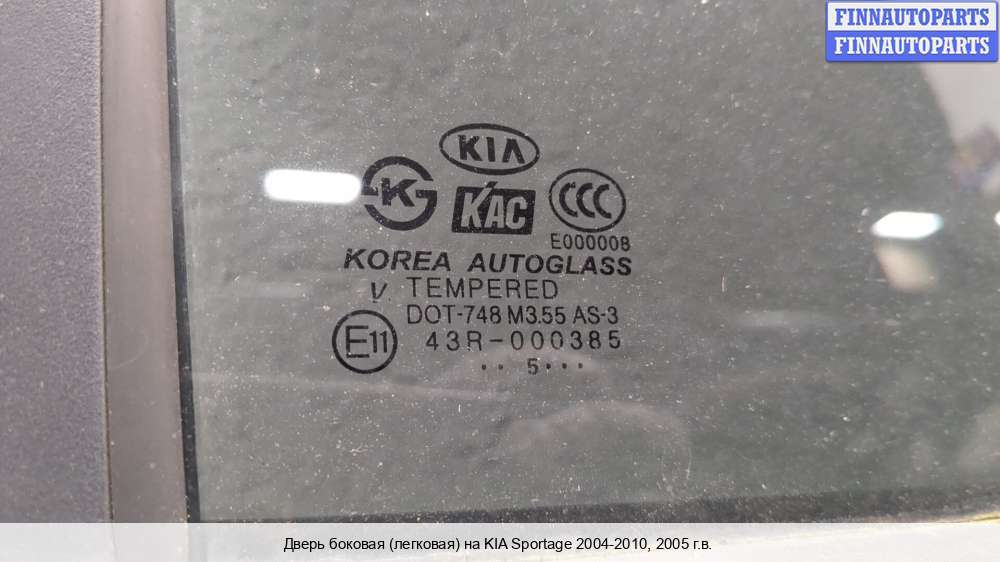 FINNAUTOPARTS
FINNAUTOPARTS
KIA
K
KAC
CCC
E000008
KOREA AUTOGLASS
V TEMPERED
DOT-748 M3.55 AS-3
E11 43R-000385
·· 5···
Дверь боковая (легковая) на KIA Sportage 2004-2010, 2005 г.в.